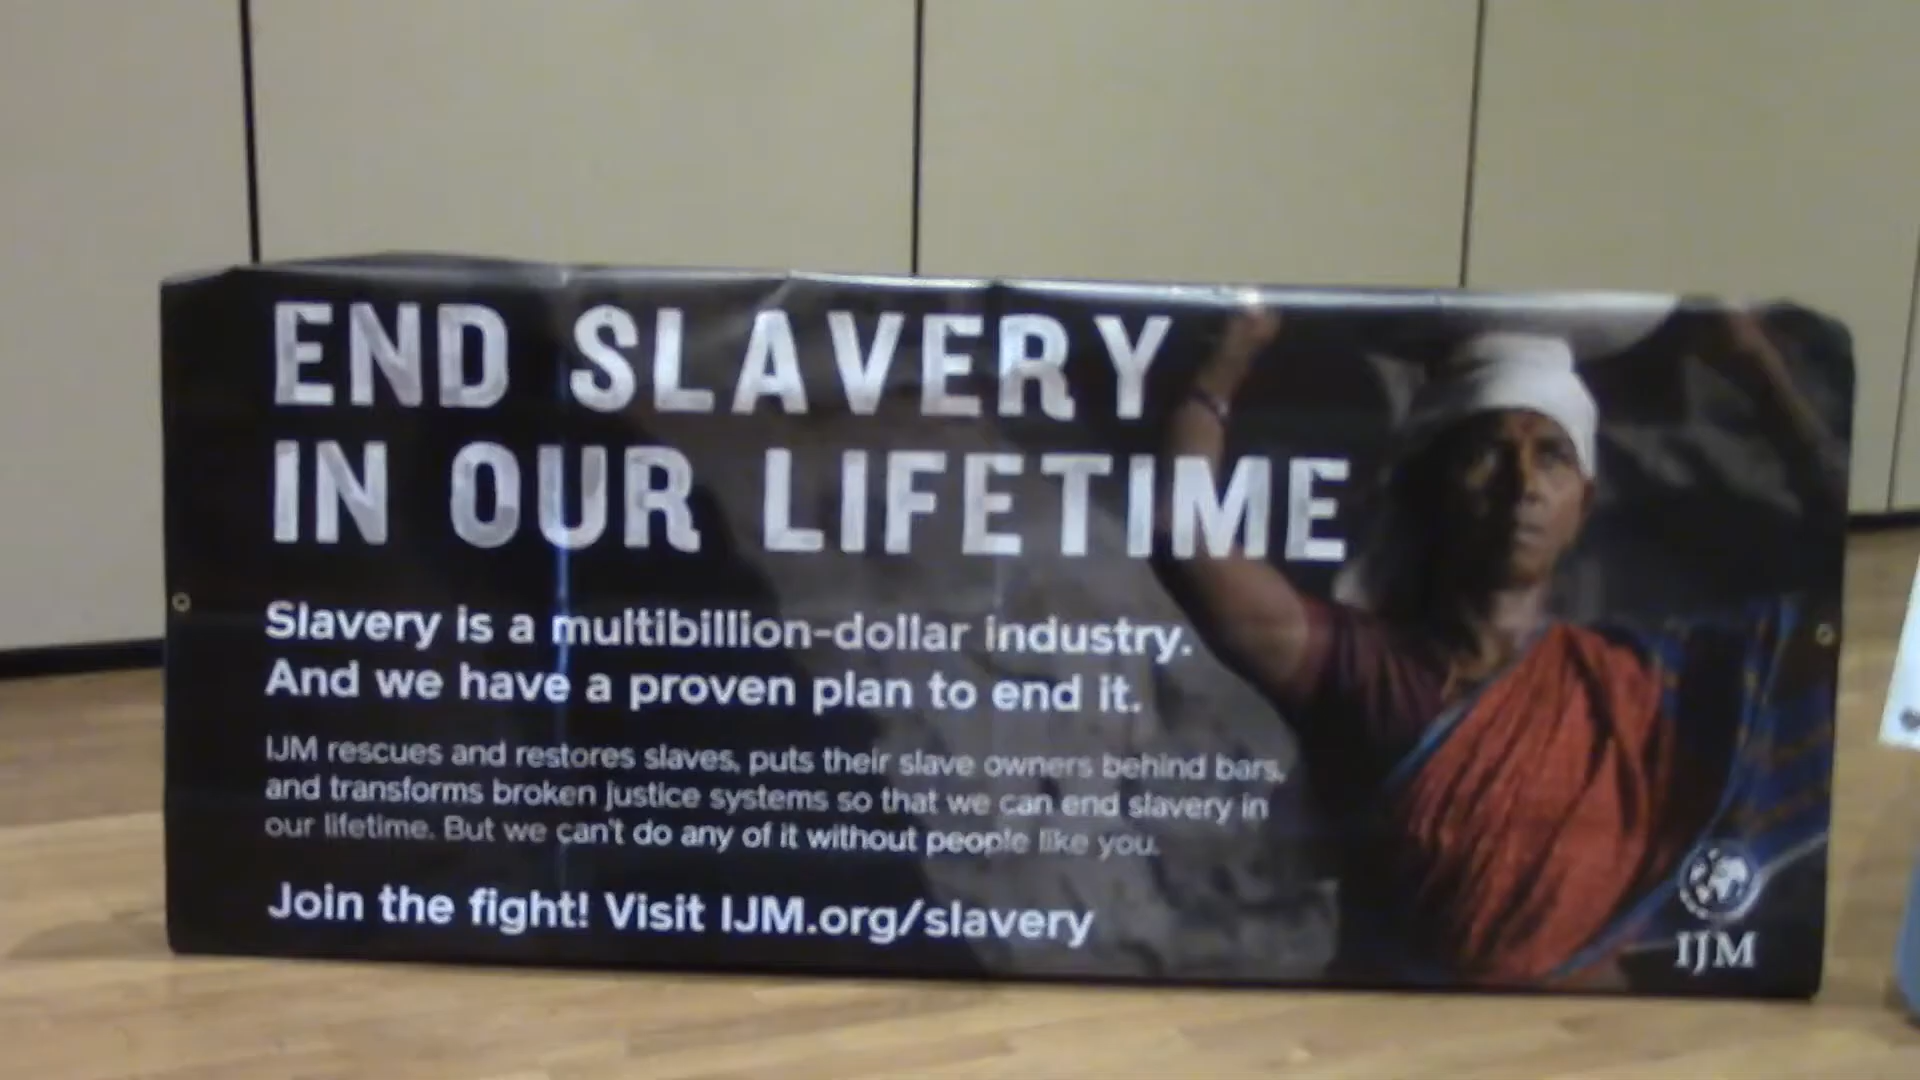 END SLAVERY
IN OUR LIFETIME
Slavery is a multibillion-dollar industry.
And we have a proven plan to end it.
IJM rescues and restores slaves, puts their slave owners behind bars,
and transforms broken justice systems so that we can end slavery in
our lifetime. But we can't do any of it without people like you.
Join the fight! Visit IJM.org/slavery
IJM